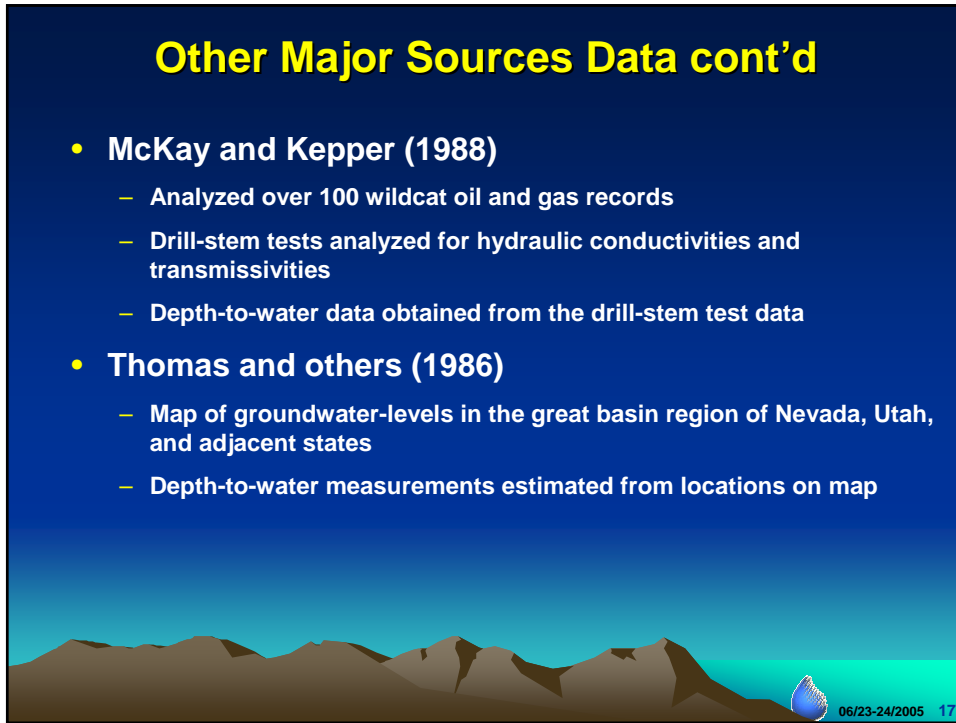 Other Major Sources Data cont’d
• McKay and Kepper (1988)
– Analyzed over 100 wildcat oil and gas records
– Drill-stem tests analyzed for hydraulic conductivities and
transmissivities
– Depth-to-water data obtained from the drill-stem test data
• Thomas and others (1986)
– Map of groundwater-levels in the great basin region of Nevada, Utah,
and adjacent states
– Depth-to-water measurements estimated from locations on map
06/23-24/2005 17